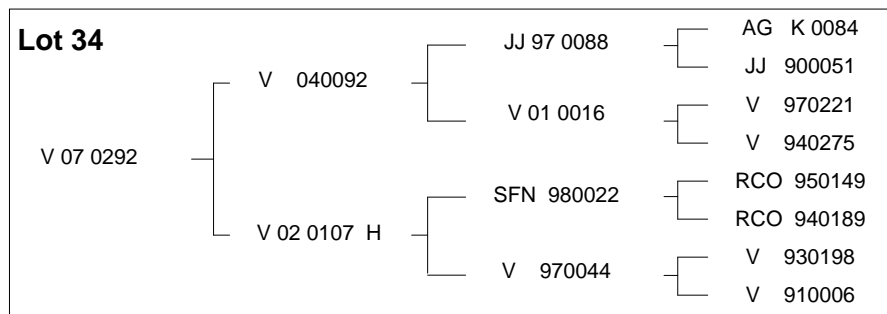 Lot 34
AG K 0084
JJ 97 0088
JJ 900051
V 040092
V 970221
V 01 0016
V 940275
V 07 0292
RCO 950149
SFN 980022
RCO 940189
V 02 0107 H
V 930198
V 970044
V 910006